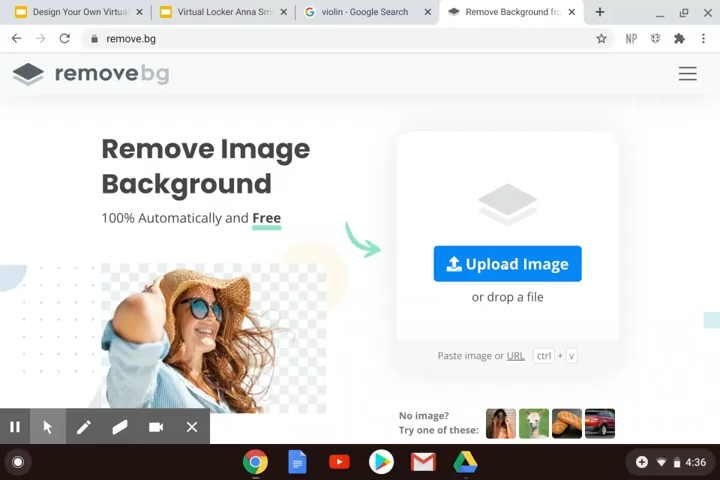 Design Your Own Virtua
Virtual Locker Anna Sm
violin - Google Search
Remove Background fro
remove.bg
NP
removebg
Remove Image
Background
100% Automatically and Free
Upload Image
or drop a file
Paste image or URL ctrl + v
No image?
Try one of these:
4:36